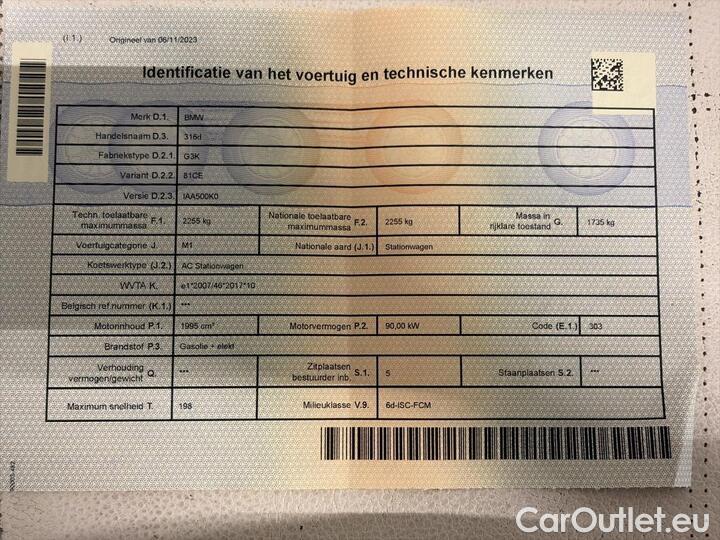 (I.1.) Origineel van 06/11/2023
Identificatie van het voertuig en technische kenmerken
Merk D.1. BMW
Handelsnaam D.3. 316d
Fabriekstype D.2.1. G3K
Variant D.2.2. 81CE
Versie D.2.3. IAA500K0
Techn. toelaatbare maximummassa F.1. 2255 kg Nationale toelaatbare maximummassa F.2. 2255 kg Massa in rijklare toestand G. 1735 kg
Voertuigcategorie J. M1 Nationale aard (J.1.) Stationwagen
Koetswerktype (J.2.) AC Stationwagen
WVTA K. e1*2007/46*2017*10
Belgisch ref.nummer (K.1.) ***
Motorinhoud P.1. 1995 cm³ Motorvermogen P.2. 90,00 kW Code (E.1.) 303
Brandstof P.3. Gasolie + elekt
Verhouding vermogen/gewicht Q. *** Zitplaatsen bestuurder inb. S.1. 5 Staanplaatsen S.2. ***
Maximum snelheid T. 198 Milieuklasse V.9. 6d-ISC-FCM
CarOutlet.eu